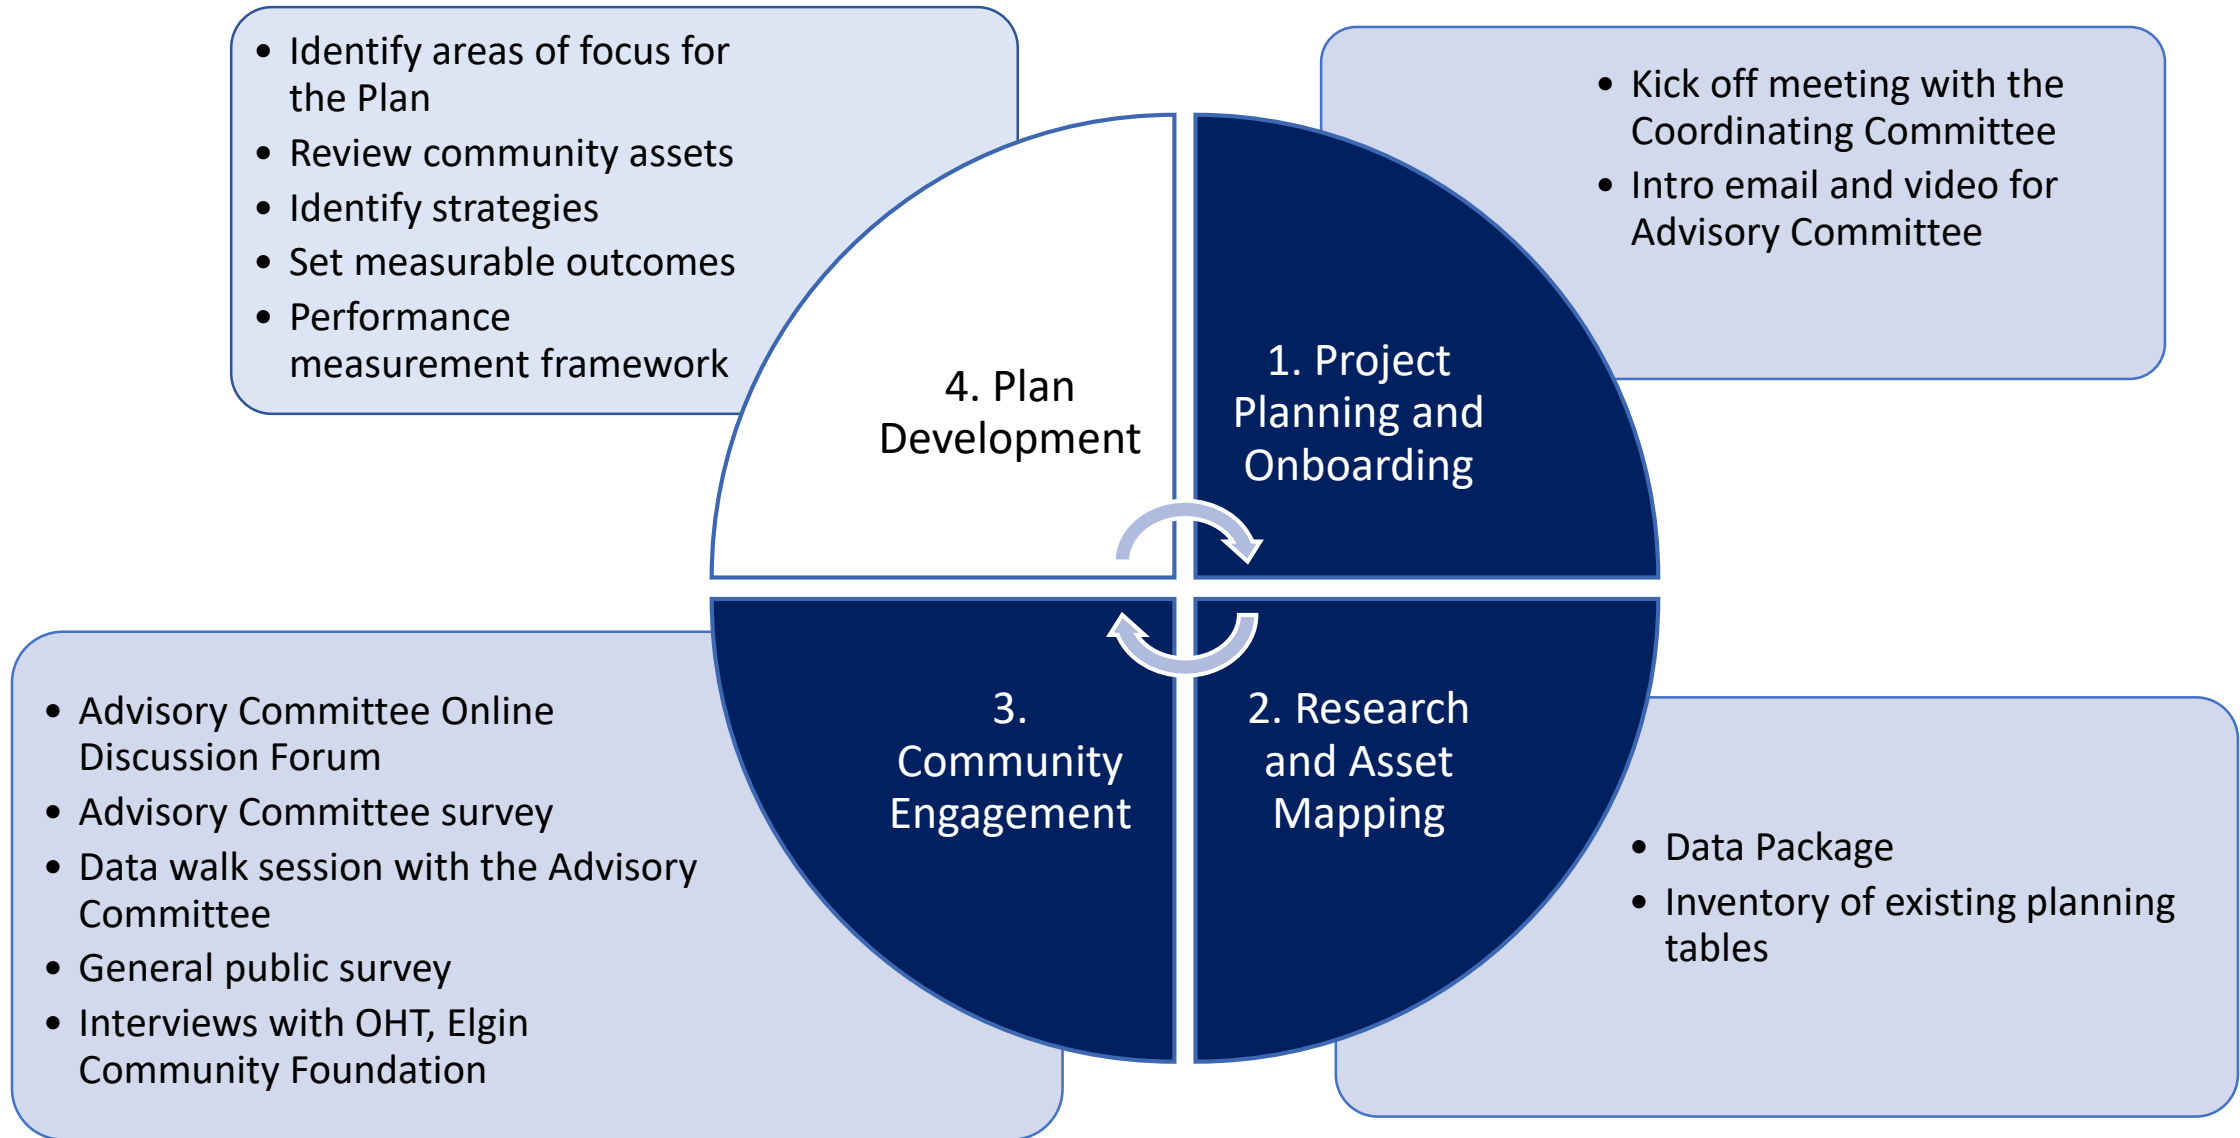 • Identify areas of focus for
the Plan
• Review community assets
• Identify strategies
• Set measurable outcomes
• Performance
measurement framework
• Kick off meeting with the
Coordinating Committee
• Intro email and video for
Advisory Committee
4. Plan
Development
1. Project
Planning and
Onboarding
3.
Community
Engagement
2. Research
and Asset
Mapping
• Advisory Committee Online
Discussion Forum
• Advisory Committee survey
• Data walk session with the Advisory
Committee
• General public survey
• Interviews with OHT, Elgin
Community Foundation
• Data Package
• Inventory of existing planning
tables